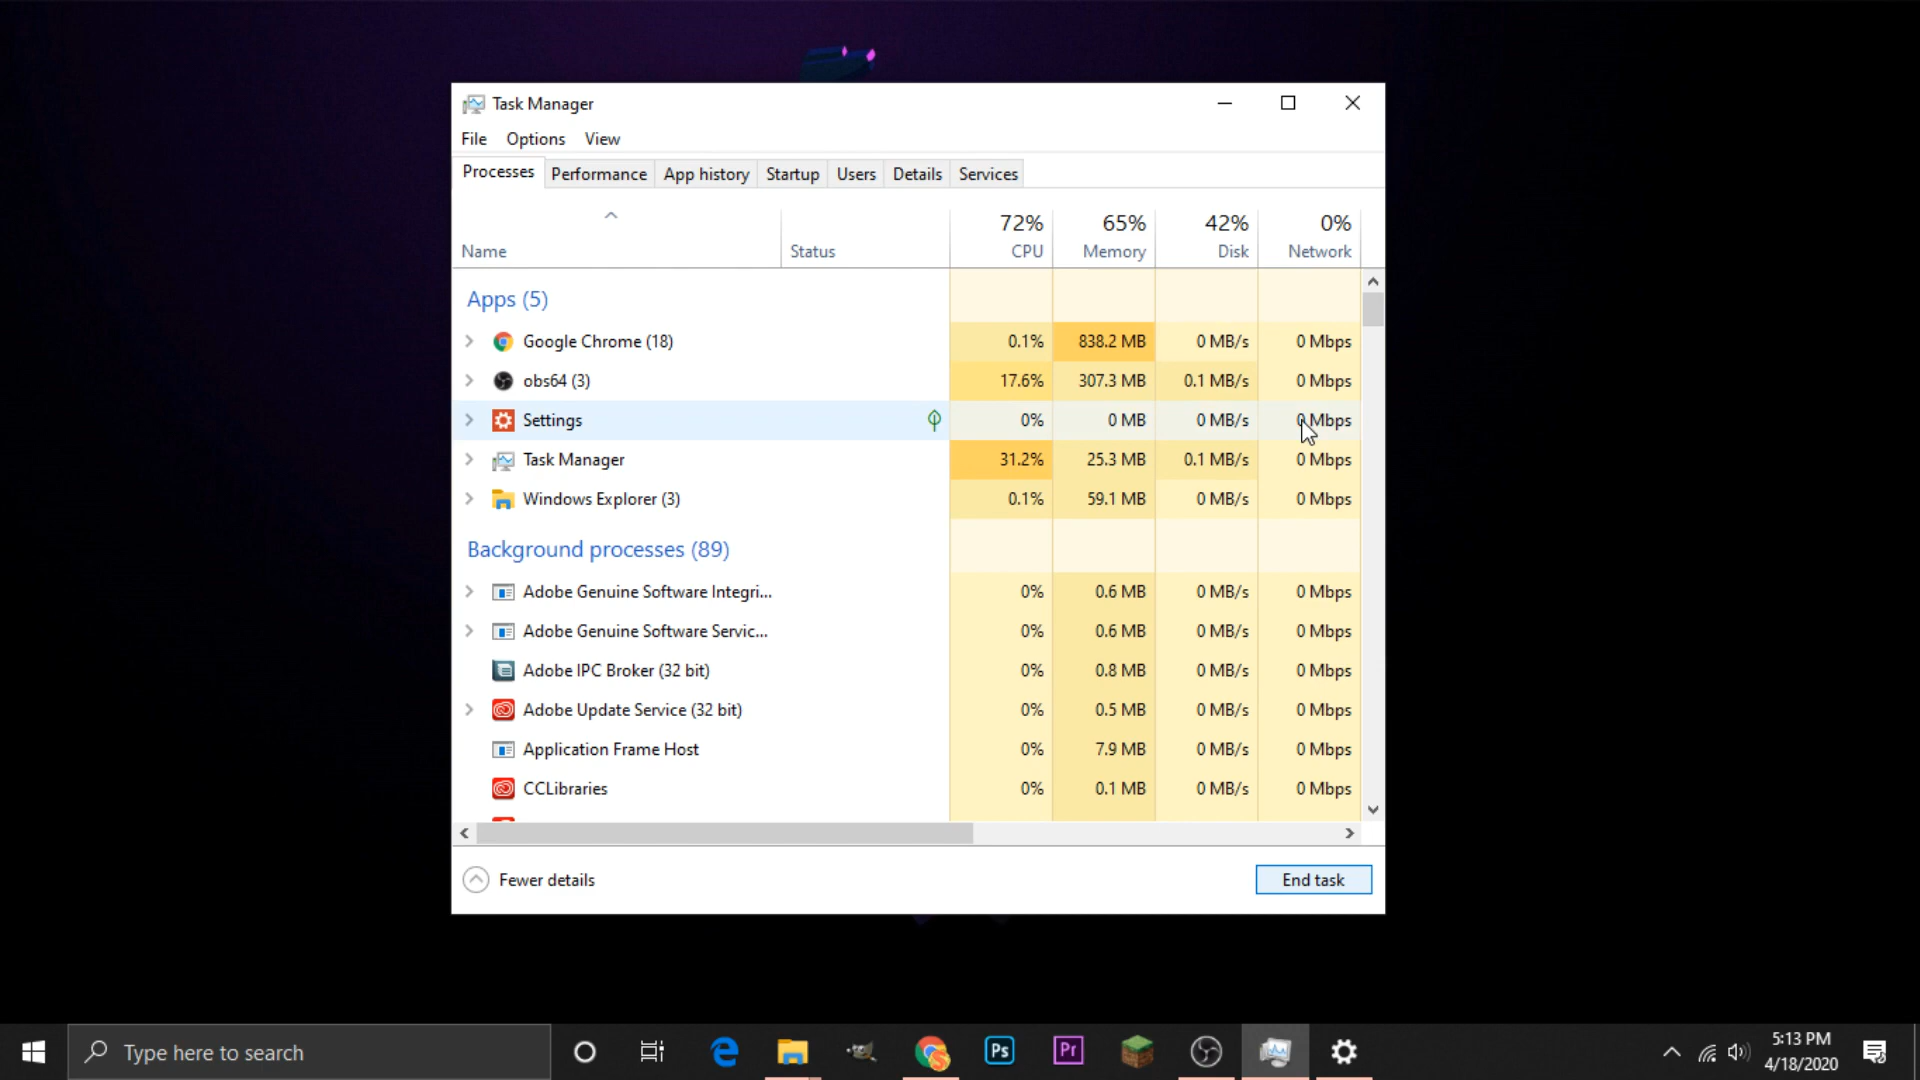 Task Manager
File Options View
Processes Performance App history Startup Users Details Services
72% 65% 42% 0%
Name Status CPU Memory Disk Network
Apps (5)
Google Chrome (18) 0.1% 838.2 MB 0 MB/s 0 Mbps
obs64 (3) 17.6% 307.3 MB 0.1 MB/s 0 Mbps
Settings 0% 0 MB 0 MB/s 0 Mbps
Task Manager 31.2% 25.3 MB 0.1 MB/s 0 Mbps
Windows Explorer (3) 0.1% 59.1 MB 0 MB/s 0 Mbps
Background processes (89)
Adobe Genuine Software Integri... 0% 0.6 MB 0 MB/s 0 Mbps
Adobe Genuine Software Servic... 0% 0.6 MB 0 MB/s 0 Mbps
Adobe IPC Broker (32 bit) 0% 0.8 MB 0 MB/s 0 Mbps
Adobe Update Service (32 bit) 0% 0.5 MB 0 MB/s 0 Mbps
Application Frame Host 0% 7.9 MB 0 MB/s 0 Mbps
CCLibraries 0% 0.1 MB 0 MB/s 0 Mbps
Fewer details End task
Type here to search Ps Pr 5:13 PM
4/18/2020